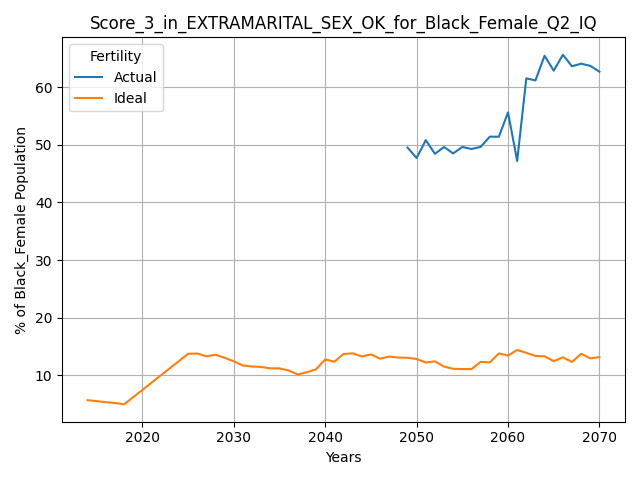 Score_3_in_EXTRAMARITAL_SEX_OK_for_Black_Female_Q2_IQ
Fertility
Actual
Ideal
% of Black_Female Population
60
50
40
30
20
10
2020 2030 2040 2050 2060 2070
Years